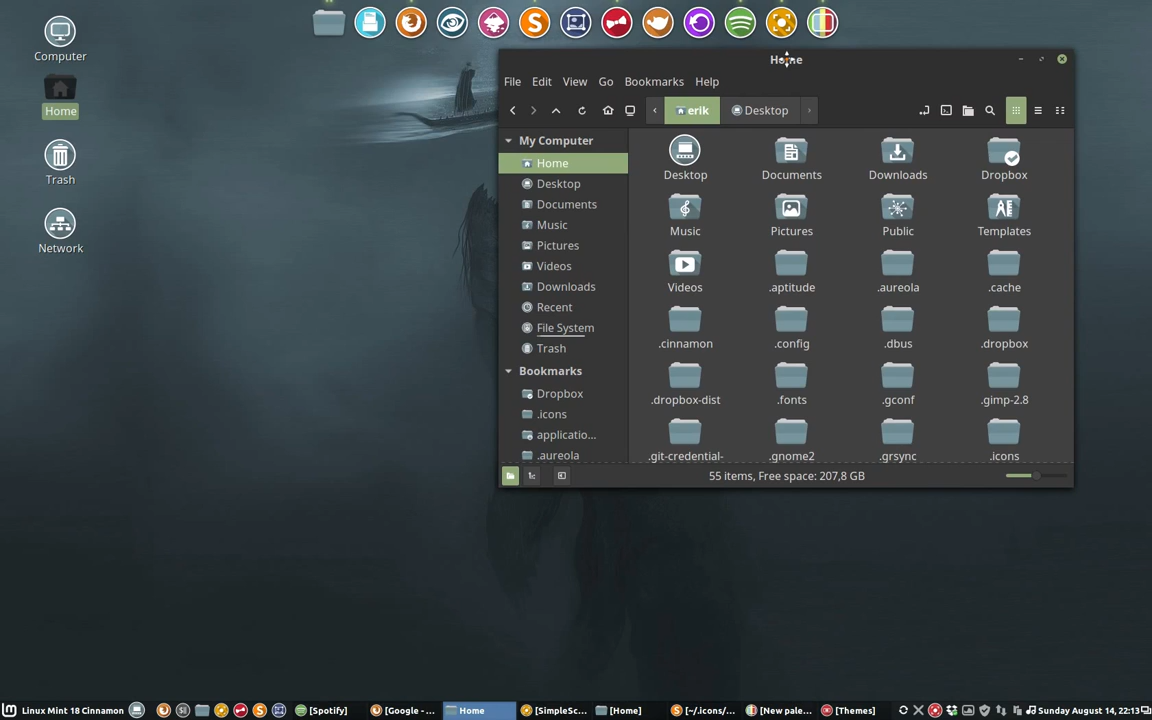 Computer
Home
Trash
Network
Home
File Edit View Go Bookmarks Help
erik Desktop
My Computer
Home
Desktop
Documents
Music
Pictures
Videos
Downloads
Recent
File System
Trash
Bookmarks
Dropbox
.icons
applicatio...
.aureola
Desktop Documents Downloads Dropbox
Music Pictures Public Templates
Videos .aptitude .aureola .cache
.cinnamon .config .dbus .dropbox
.dropbox-dist .fonts .gconf .gimp-2.8
.git-credential- .gnome2 .grsync .icons
55 items, Free space: 207,8 GB
Linux Mint 18 Cinnamon [Spotify] [Google - ... Home [SimpleSc... [Home] [~/.icons/... [New pale... [Themes] Sunday August 14, 22:13